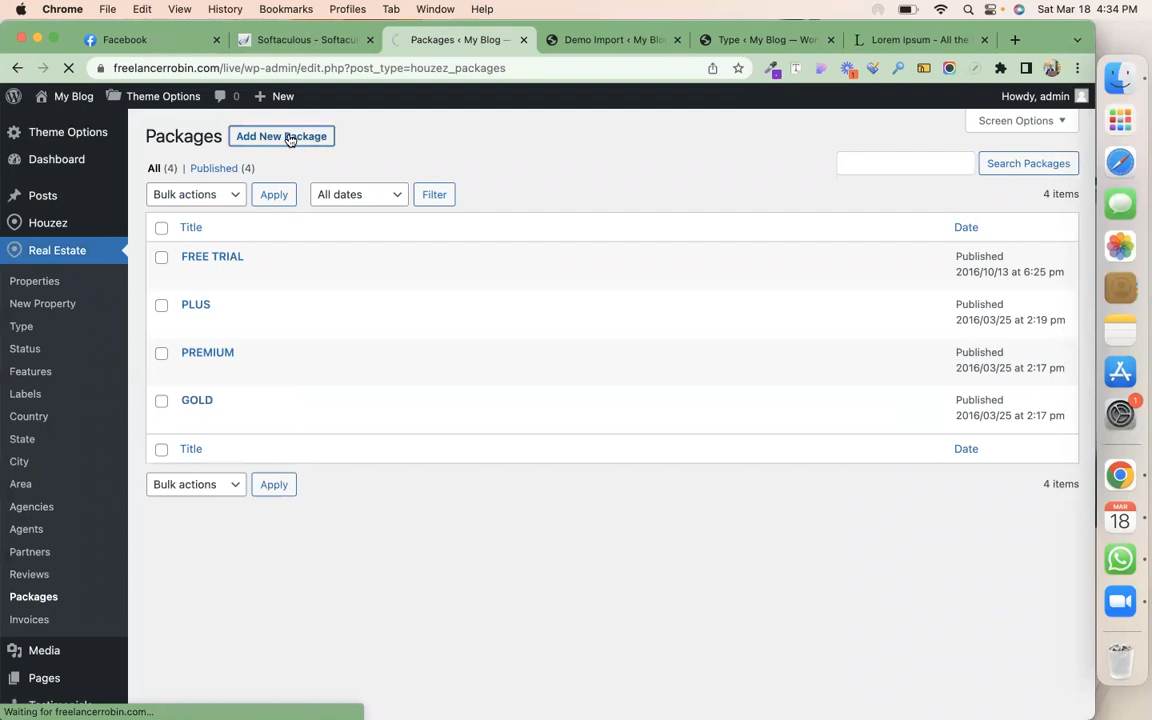 Chrome File Edit View History Bookmarks Profiles Tab Window Help Sat Mar 18 4:34 PM
Facebook Softaculous - Softacu Packages ‹ My Blog — Demo Import ‹ My Blo Type ‹ My Blog — Wor Lorem Ipsum - All the
freelancerrobin.com/live/wp-admin/edit.php?post_type=houzez_packages
My Blog Theme Options 0 New Howdy, admin
Screen Options
Theme Options
Dashboard
Posts
Houzez
Real Estate
Properties
New Property
Type
Status
Features
Labels
Country
State
City
Area
Agencies
Agents
Partners
Reviews
Packages
Invoices
Media
Pages
Packages Add New Package
All (4) | Published (4)
Search Packages
Bulk actions Apply All dates Filter 4 items
Title Date
FREE TRIAL Published
2016/10/13 at 6:25 pm
PLUS Published
2016/03/25 at 2:19 pm
PREMIUM Published
2016/03/25 at 2:17 pm
GOLD Published
2016/03/25 at 2:17 pm
Title Date
Bulk actions Apply 4 items
Waiting for freelancerrobin.com...
1
MAR
18